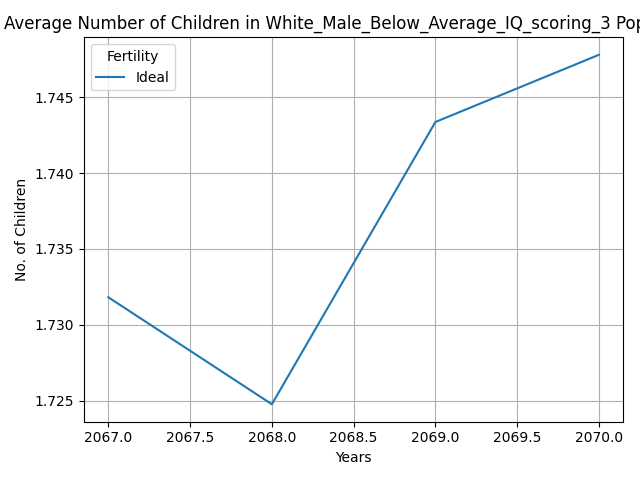 Average Number of Children in White_Male_Below_Average_IQ_scoring_3 Pop
Fertility
Ideal
1.745
1.740
1.735
1.730
1.725
No. of Children
2067.0 2067.5 2068.0 2068.5 2069.0 2069.5 2070.0
Years